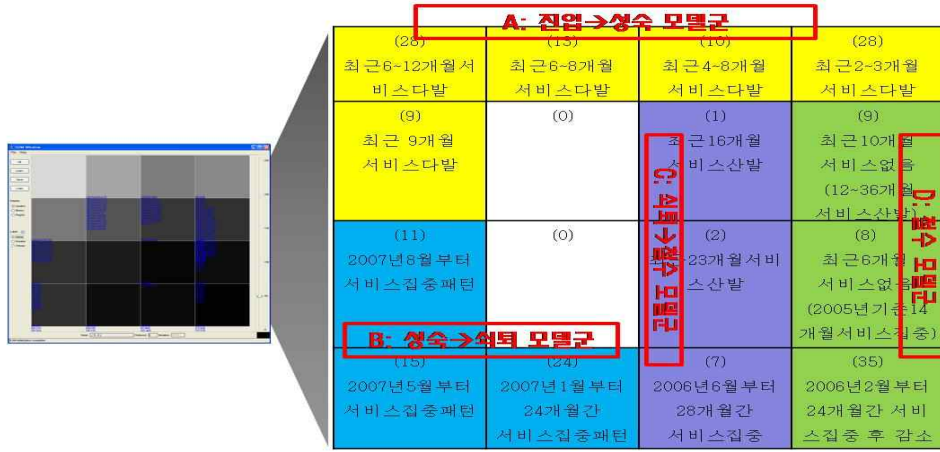 A: 진입→성숙 모델군
(28)
최근6~12개월서
비스다발
(13)
최근6~8개월
서비스다발
(10)
최근4~8개월
서비스다발
(28)
최근2~3개월
서비스다발
(9)
최근 9개월
서비스다발
(0)
(1)
최근16개월
서비스산발
(9)
최근10개월
서비스없음
(12~36개월
서비스산발)
(11)
2007년8월부터
서비스집중패턴
(0)
(2)
최근23개월서비
스산발
(8)
최근6개월
서비스없음
(2005년기준14
개월서비스집중)
C: 쇠퇴→철수 모델군
D: 철수 모델군
B: 성숙→쇠퇴 모델군
(15)
2007년5월부터
서비스집중패턴
(24)
2007년1월부터
24개월간
서비스집중패턴
(7)
2006년6월부터
28개월간
서비스집중
(35)
2006년2월부터
24개월간 서비
스집중 후 감소